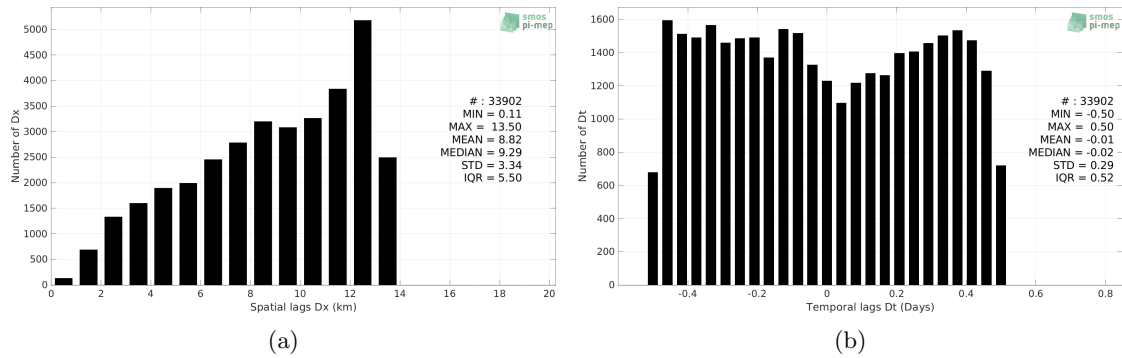 smos
pi-mep
5000
4500
4000
3500
3000
2500
2000
1500
1000
500
0
Number of Dx
# : 33902
MIN = 0.11
MAX = 13.50
MEAN = 8.82
MEDIAN = 9.29
STD = 3.34
IQR = 5.50
0 2 4 6 8 10 12 14 16 18 20
Spatial lags Dx (km)
(a)
smos
pi-mep
1600
1400
1200
1000
800
600
400
200
0
Number of Dt
# : 33902
MIN = -0.50
MAX = 0.50
MEAN = -0.01
MEDIAN = -0.02
STD = 0.29
IQR = 0.52
-0.4 -0.2 0 0.2 0.4 0.6 0.8
Temporal lags Dt (Days)
(b)